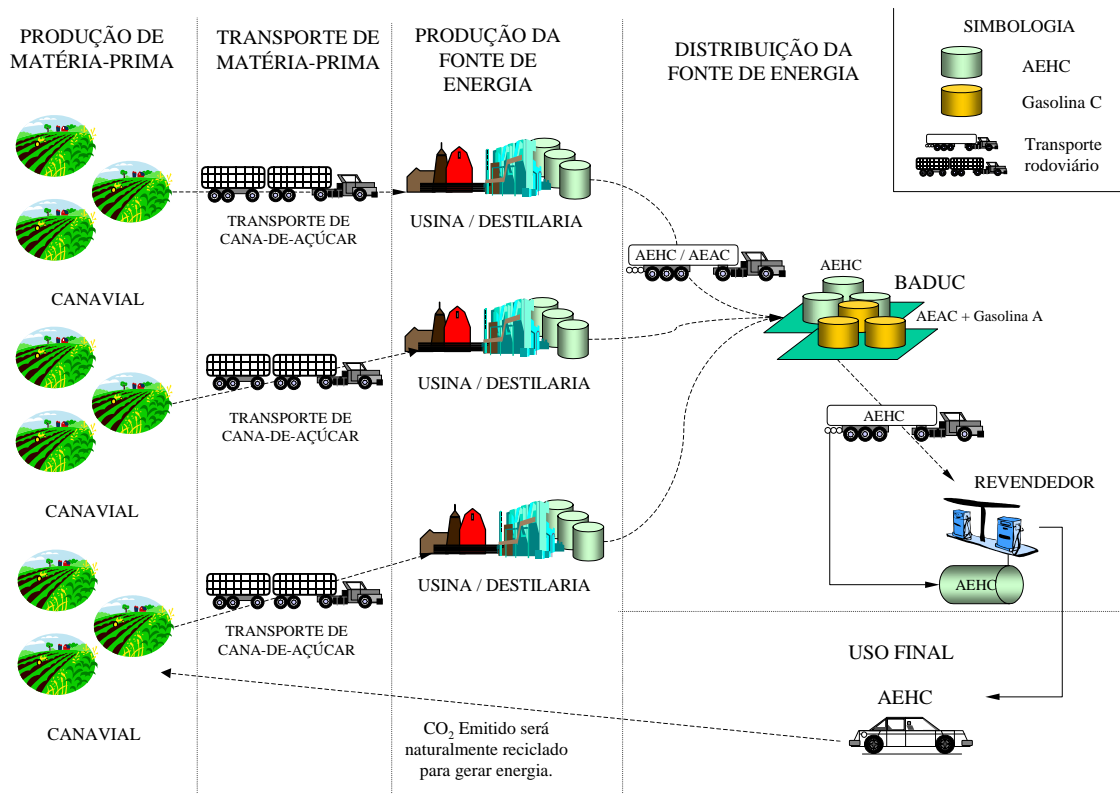 PRODUÇÃO DE
MATÉRIA-PRIMA
TRANSPORTE DE
MATÉRIA-PRIMA
PRODUÇÃO DA
FONTE DE
ENERGIA
DISTRIBUIÇÃO DA
FONTE DE ENERGIA
SIMBOLOGIA
AEHC
Gasolina C
Transporte
rodoviário
TRANSPORTE DE
CANA-DE-AÇÚCAR
USINA / DESTILARIA
CANAVIAL
AEHC / AEAC
AEHC
BADUC
AEAC + Gasolina A
TRANSPORTE DE
CANA-DE-AÇÚCAR
USINA / DESTILARIA
CANAVIAL
AEHC
REVENDEDOR
AEHC
TRANSPORTE DE
CANA-DE-AÇÚCAR
USINA / DESTILARIA
CANAVIAL
USO FINAL
AEHC
CO₂ Emitido será
naturalmente reciclado
para gerar energia.